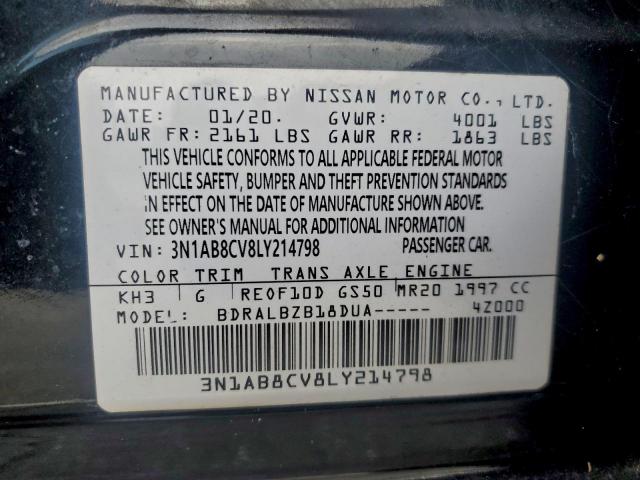 MANUFACTURED BY NISSAN MOTOR CO., LTD.
DATE: 01/20. GVWR: 4001 LBS
GAWR FR: 2161 LBS GAWR RR: 1863 LBS
THIS VEHICLE CONFORMS TO ALL APPLICABLE FEDERAL MOTOR
VEHICLE SAFETY, BUMPER AND THEFT PREVENTION STANDARDS
IN EFFECT ON THE DATE OF MANUFACTURE SHOWN ABOVE.
SEE OWNER'S MANUAL FOR ADDITIONAL INFORMATION
VIN: 3N1AB8CV8LY214798 PASSENGER CAR.
COLOR TRIM TRANS AXLE ENGINE
KH3 G RE0F10D GS50 MR20 1997 CC
MODEL: BDRALBZB18DUA----- 4Z000
3N1AB8CV8LY214798